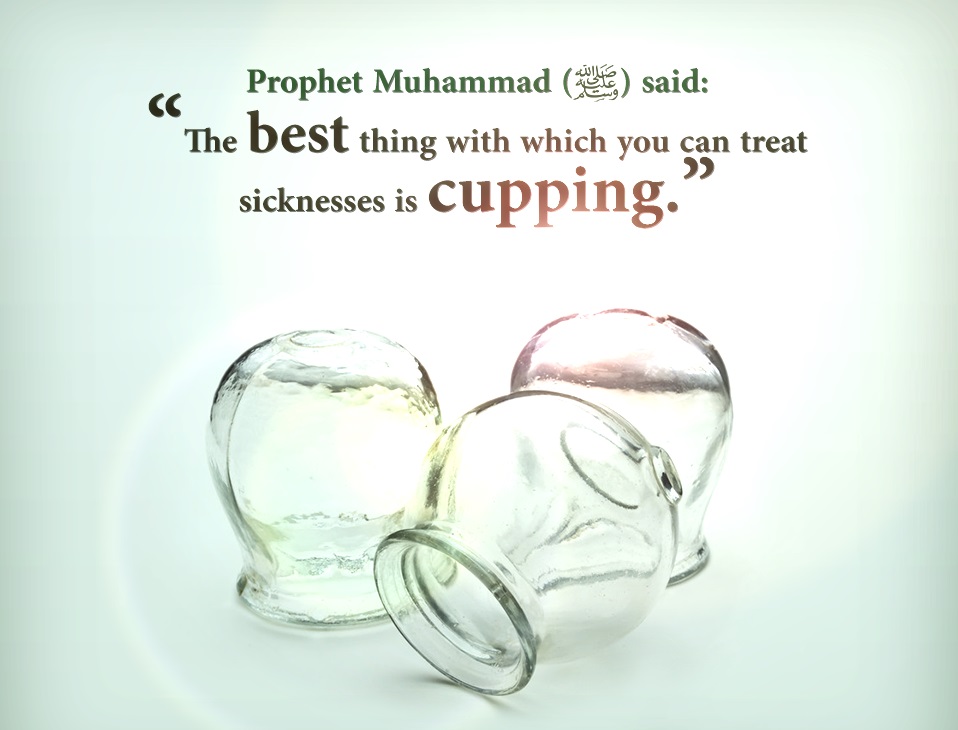 Prophet Muhammad (ﷺ) said:
“The best thing with which you can treat
sicknesses is cupping.”